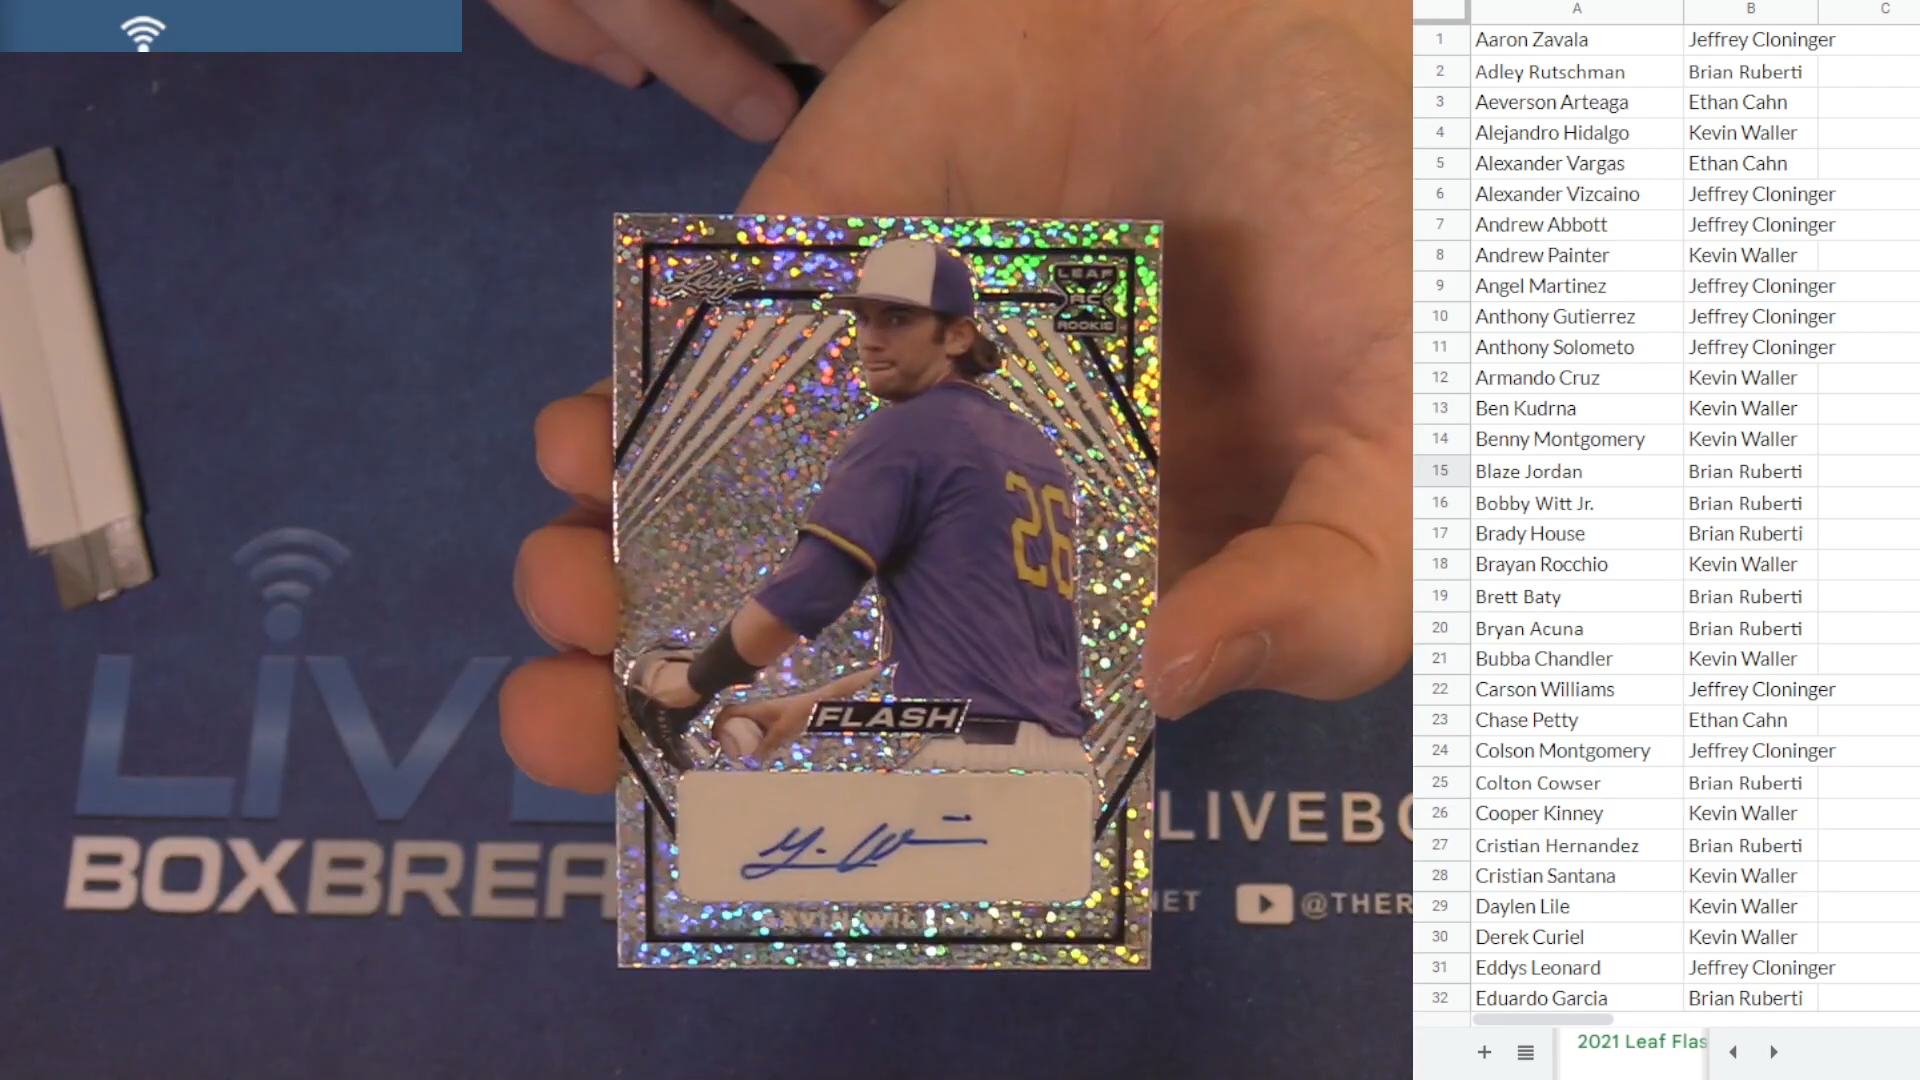 A B C
1 Aaron Zavala Jeffrey Cloninger
2 Adley Rutschman Brian Ruberti
3 Aeverson Arteaga Ethan Cahn
4 Alejandro Hidalgo Kevin Waller
5 Alexander Vargas Ethan Cahn
6 Alexander Vizcaino Jeffrey Cloninger
7 Andrew Abbott Jeffrey Cloninger
8 Andrew Painter Kevin Waller
9 Angel Martinez Jeffrey Cloninger
10 Anthony Gutierrez Jeffrey Cloninger
11 Anthony Solometo Jeffrey Cloninger
12 Armando Cruz Kevin Waller
13 Ben Kudrna Kevin Waller
14 Benny Montgomery Kevin Waller
15 Blaze Jordan Brian Ruberti
16 Bobby Witt Jr. Brian Ruberti
17 Brady House Brian Ruberti
18 Brayan Rocchio Kevin Waller
19 Brett Baty Brian Ruberti
20 Bryan Acuna Brian Ruberti
21 Bubba Chandler Kevin Waller
22 Carson Williams Jeffrey Cloninger
23 Chase Petty Ethan Cahn
24 Colson Montgomery Jeffrey Cloninger
25 Colton Cowser Brian Ruberti
26 Cooper Kinney Kevin Waller
27 Cristian Hernandez Brian Ruberti
28 Cristian Santana Kevin Waller
29 Daylen Lile Kevin Waller
30 Derek Curiel Kevin Waller
31 Eddys Leonard Jeffrey Cloninger
32 Eduardo Garcia Brian Ruberti
2021 Leaf Flas
Leaf
LEAF
RC
ROOKIE
26
FLASH
GAVIN WILLIAMS
LIVE
BOXBREA
LIVEBO
NET
@THER